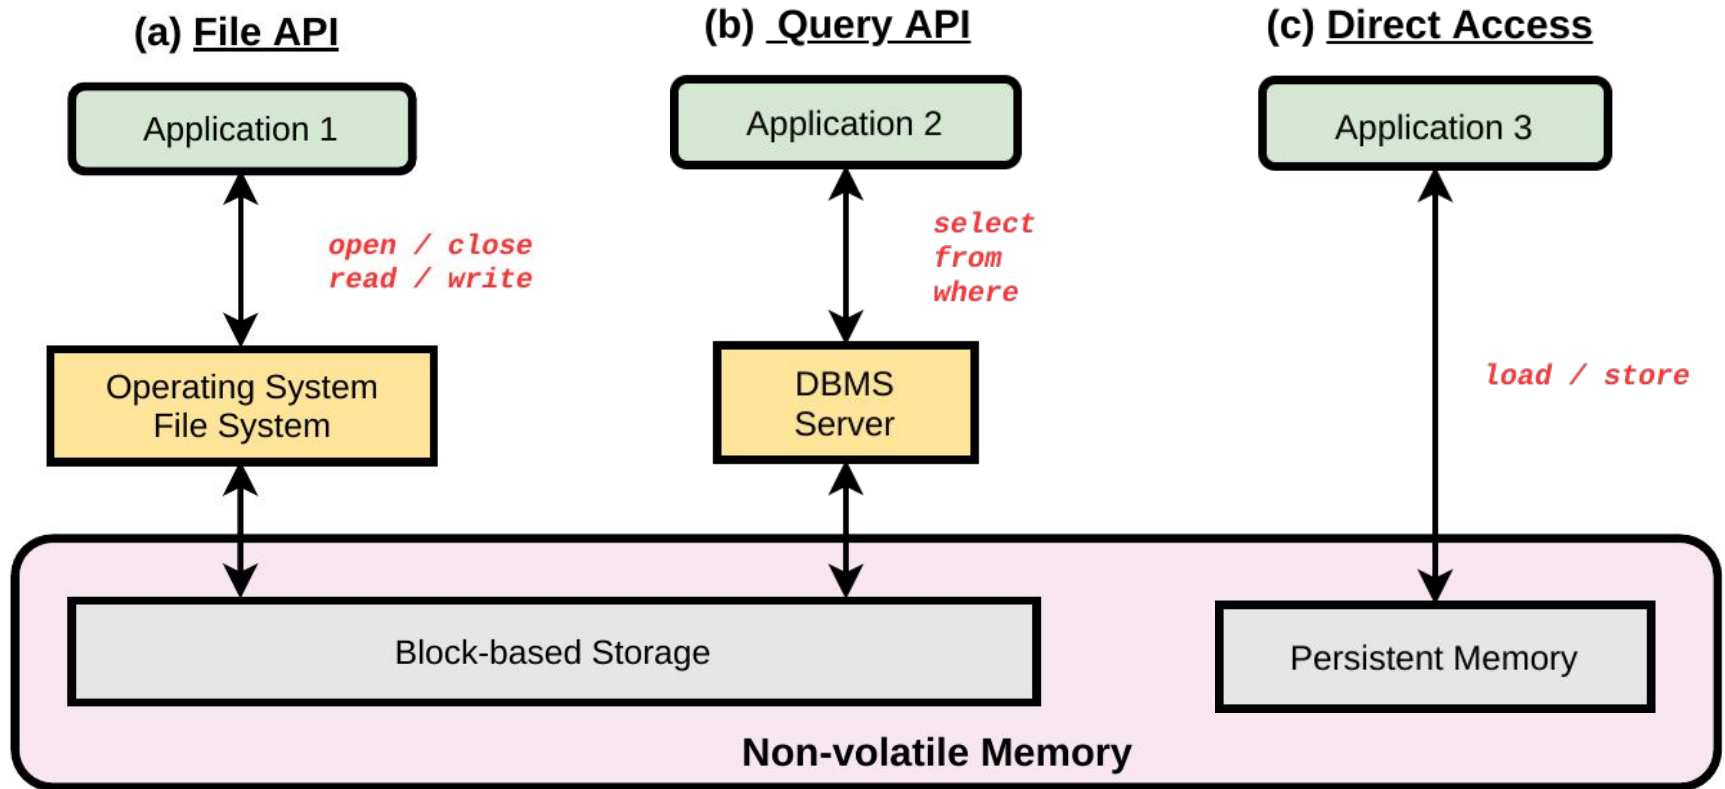 (a) File API
(b)  Query API
(c) Direct Access
Application 1
Application 2
Application 3
open / close
read / write
select
from
where
load / store
Operating System
File System
DBMS
Server
Block-based Storage
Persistent Memory
Non-volatile Memory